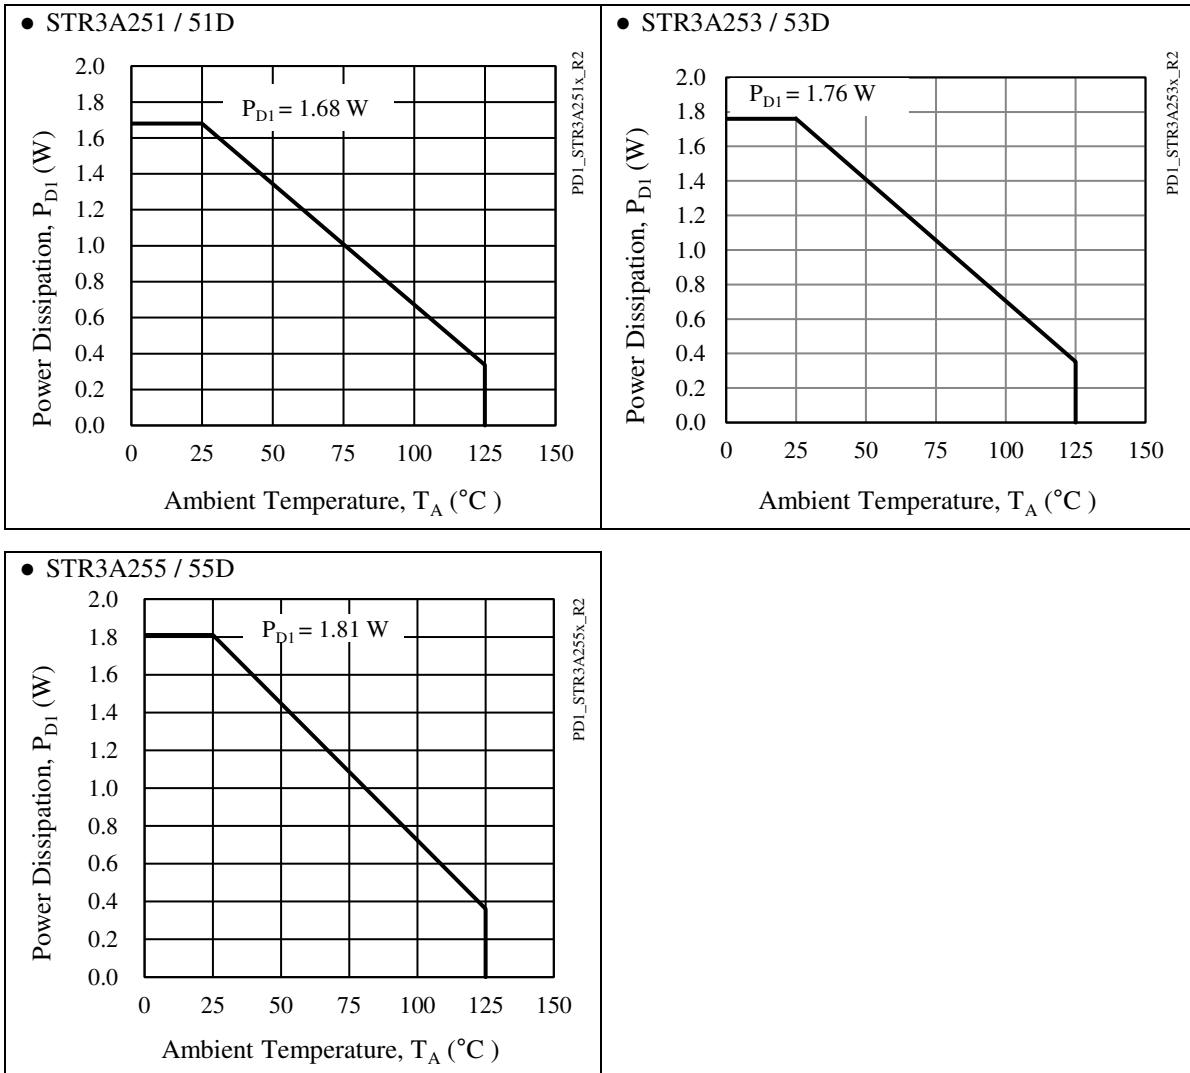 ● STR3A251 / 51D
PD1_STR3A251x_R2
Power Dissipation, P_D1 (W)
2.0
1.8
1.6
1.4
1.2
1.0
0.8
0.6
0.4
0.2
0.0
P_D1 = 1.68 W
0 25 50 75 100 125 150
Ambient Temperature, T_A (°C )
● STR3A253 / 53D
PD1_STR3A253x_R2
Power Dissipation, P_D1 (W)
2.0
1.8
1.6
1.4
1.2
1.0
0.8
0.6
0.4
0.2
0.0
P_D1 = 1.76 W
0 25 50 75 100 125 150
Ambient Temperature, T_A (°C )
● STR3A255 / 55D
PD1_STR3A255x_R2
Power Dissipation, P_D1 (W)
2.0
1.8
1.6
1.4
1.2
1.0
0.8
0.6
0.4
0.2
0.0
P_D1 = 1.81 W
0 25 50 75 100 125 150
Ambient Temperature, T_A (°C )